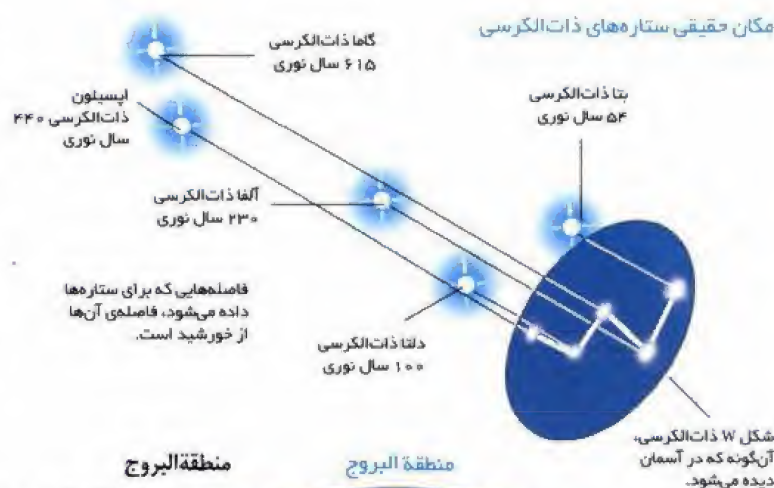 مکان حقیقی ستاره‌های ذات‌الکرسی
گاما ذات‌الکرسی
۶۱۵ سال نوری
اپسیلون
ذات‌الکرسی ۴۴۰
سال نوری
بتا ذات‌الکرسی
۵۴ سال نوری
آلفا ذات‌الکرسی
۲۳۰ سال نوری
فاصله‌هایی که برای ستاره‌ها
داده می‌شود، فاصله‌ی آن‌ها
از خورشید است.
دلتا ذات‌الکرسی
۱۰۰ سال نوری
شکل W ذات‌الکرسی،
آن‌گونه که در آسمان
دیده می‌شود.
منطقة البروج
منطقةالبروج